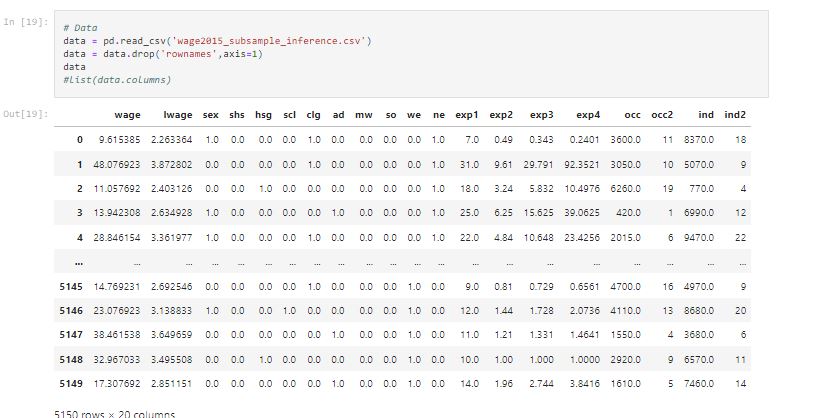 In [19]:
# Data
data = pd.read_csv('wage2015_subsample_inference.csv')
data = data.drop('rownames',axis=1)
data
#list(data.columns)
Out[19]:
wage lwage sex shs hsg scl clg ad mw so we ne exp1 exp2 exp3 exp4 occ occ2 ind ind2
0 9.615385 2.263364 1.0 0.0 0.0 0.0 1.0 0.0 0.0 0.0 0.0 1.0 7.0 0.49 0.343 0.2401 3600.0 11 8370.0 18
1 48.076923 3.872802 0.0 0.0 0.0 0.0 1.0 0.0 0.0 0.0 0.0 1.0 31.0 9.61 29.791 92.3521 3050.0 10 5070.0 9
2 11.057692 2.403126 0.0 0.0 1.0 0.0 0.0 0.0 0.0 0.0 0.0 1.0 18.0 3.24 5.832 10.4976 6260.0 19 770.0 4
3 13.942308 2.634928 1.0 0.0 0.0 0.0 0.0 1.0 0.0 0.0 0.0 1.0 25.0 6.25 15.625 39.0625 420.0 1 6990.0 12
4 28.846154 3.361977 1.0 0.0 0.0 0.0 1.0 0.0 0.0 0.0 0.0 1.0 22.0 4.84 10.648 23.4256 2015.0 6 9470.0 22
... ... ... ... ... ... ... ... ... ... ... ... ... ... ... ... ... ... ... ... ...
5145 14.769231 2.692546 0.0 0.0 0.0 0.0 1.0 0.0 0.0 0.0 1.0 0.0 9.0 0.81 0.729 0.6561 4700.0 16 4970.0 9
5146 23.076923 3.138833 1.0 0.0 0.0 1.0 0.0 0.0 0.0 0.0 1.0 0.0 12.0 1.44 1.728 2.0736 4110.0 13 8680.0 20
5147 38.461538 3.649659 0.0 0.0 0.0 0.0 0.0 1.0 0.0 0.0 1.0 0.0 11.0 1.21 1.331 1.4641 1550.0 4 3680.0 6
5148 32.967033 3.495508 0.0 0.0 1.0 0.0 0.0 0.0 0.0 0.0 1.0 0.0 10.0 1.00 1.000 1.0000 2920.0 9 6570.0 11
5149 17.307692 2.851151 0.0 0.0 0.0 0.0 0.0 1.0 0.0 0.0 1.0 0.0 14.0 1.96 2.744 3.8416 1610.0 5 7460.0 14
5150 rows × 20 columns